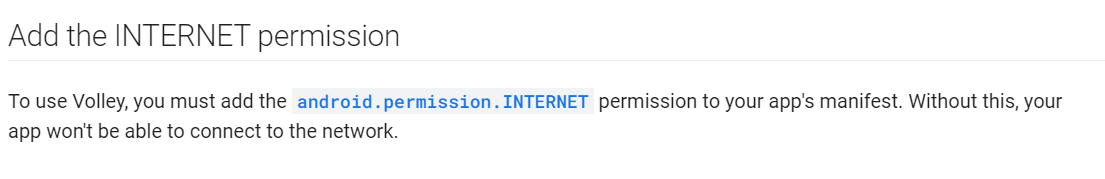 Add the INTERNET permission
To use Volley, you must add the android.permission.INTERNET permission to your app's manifest. Without this, your
app won't be able to connect to the network.